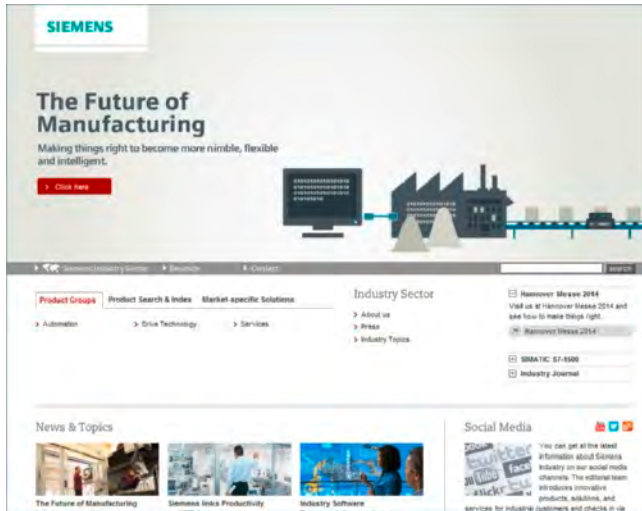 SIEMENS
The Future of
Manufacturing
Making things right to become more nimble, flexible
and intelligent.
Click here
Siemens Industry Sector
Contact
search
Product Groups
Product Search & Index
Market-specific Solutions
Automation
Drive Technology
Services
Industry Sector
About us
Press
Industry Topics
Hannover Messe 2014
Visit us at Hannover Messe 2014 and
see how to make things right.
Hannover Messe 2014
SIMATIC S7-1500
Industry Journal
News & Topics
The Future of Manufacturing
Siemens links Productivity
Industry Software
Social Media
twitter
You Tube
face
flickr
You can get all the latest
information about Siemens
Industry on our social media
channels. The editorial team
introduces innovative
products, solutions, and
services for industrial customers and checks in via